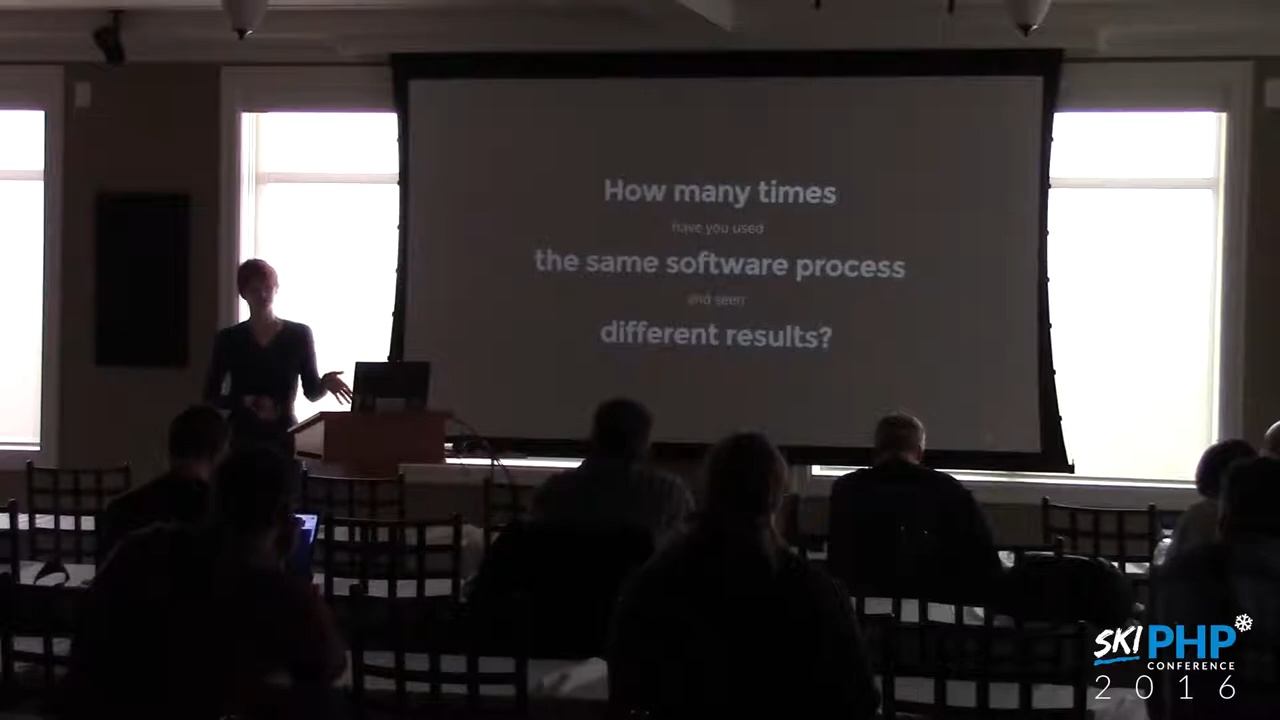 How many times
have you used
the same software process
and seen
different results?
SKI PHP
CONFERENCE
2016